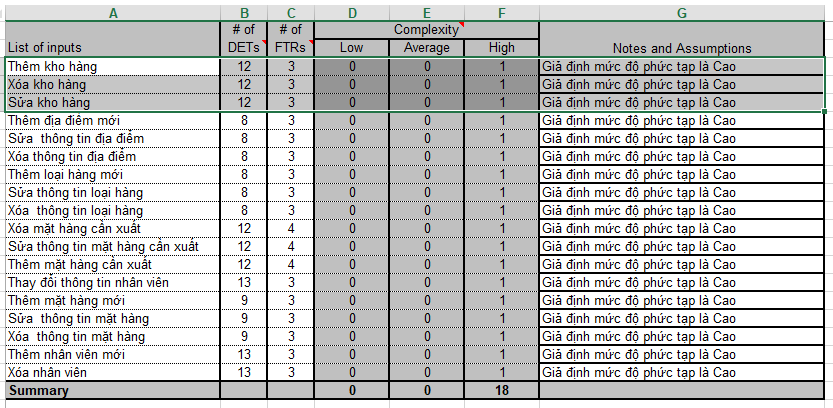 A B C D E F G
# of # of Complexity
List of inputs DETs FTRs Low Average High Notes and Assumptions
Thêm kho hàng 12 3 0 0 1 Giả định mức độ phức tạp là Cao
Xóa kho hàng 12 3 0 0 1 Giả định mức độ phức tạp là Cao
Sửa kho hàng 12 3 0 0 1 Giả định mức độ phức tạp là Cao
Thêm địa điểm mới 8 3 0 0 1 Giả định mức độ phức tạp là Cao
Sửa  thông tin địa điểm 8 3 0 0 1 Giả định mức độ phức tạp là Cao
Xóa thông tin địa điểm 8 3 0 0 1 Giả định mức độ phức tạp là Cao
Thêm loại hàng mới 8 3 0 0 1 Giả định mức độ phức tạp là Cao
Sửa thông tin loại hàng 8 3 0 0 1 Giả định mức độ phức tạp là Cao
Xóa  thông tin loại hàng 8 3 0 0 1 Giả định mức độ phức tạp là Cao
Xóa mặt hàng cần xuất 12 4 0 0 1 Giả định mức độ phức tạp là Cao
Sửa thông tin mặt hàng cần xuất 12 4 0 0 1 Giả định mức độ phức tạp là Cao
Thêm mặt hàng cần xuất 12 4 0 0 1 Giả định mức độ phức tạp là Cao
Thay đổi thông tin nhân viên 13 3 0 0 1 Giả định mức độ phức tạp là Cao
Thêm mặt hàng mới 9 3 0 0 1 Giả định mức độ phức tạp là Cao
Sửa  thông tin mặt hàng 9 3 0 0 1 Giả định mức độ phức tạp là Cao
Xóa  thông tin mặt hàng 9 3 0 0 1 Giả định mức độ phức tạp là Cao
Thêm nhân viên mới 13 3 0 0 1 Giả định mức độ phức tạp là Cao
Xóa nhân viên 13 3 0 0 1 Giả định mức độ phức tạp là Cao
Summary 0 0 18